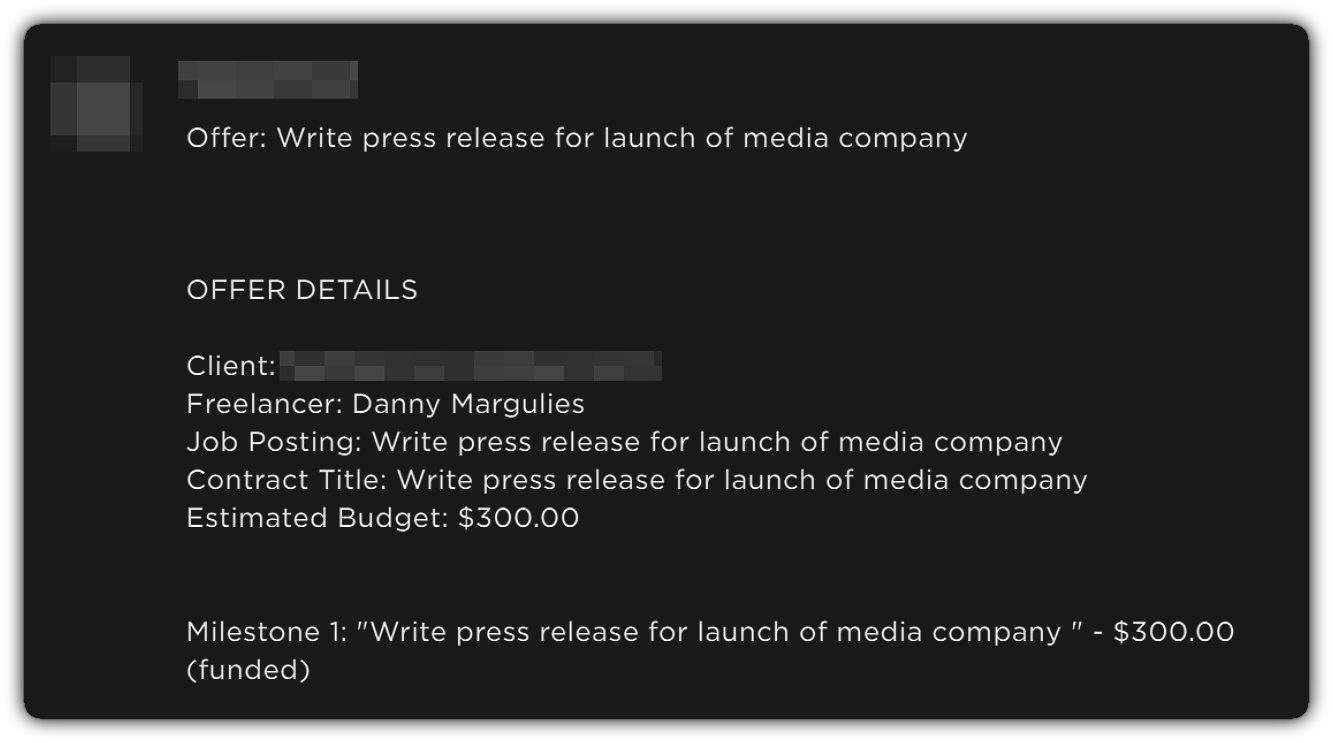 Offer: Write press release for launch of media company
OFFER DETAILS
Client:
Freelancer: Danny Margulies
Job Posting: Write press release for launch of media company
Contract Title: Write press release for launch of media company
Estimated Budget: $300.00
Milestone 1: "Write press release for launch of media company " - $300.00
(funded)